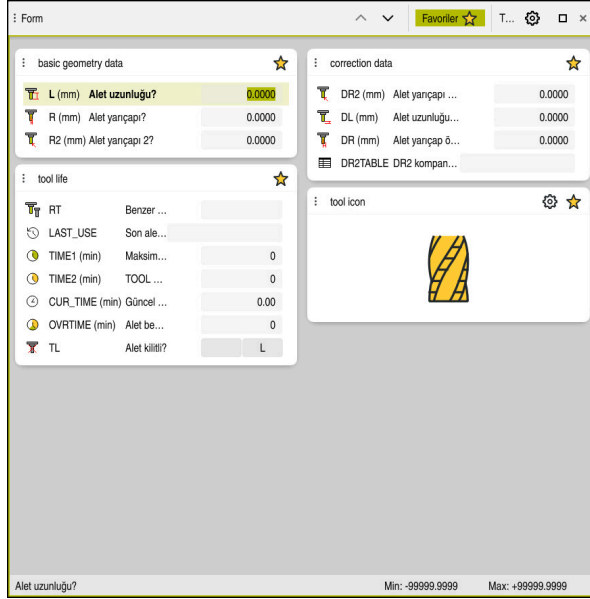 Form
Favoriler
T...
basic geometry data
L (mm) Alet uzunluğu? 0.0000
R (mm) Alet yarıçapı? 0.0000
R2 (mm) Alet yarıçapı 2? 0.0000
tool life
RT Benzer ...
LAST_USE Son ale...
TIME1 (min) Maksim... 0
TIME2 (min) TOOL ... 0
CUR_TIME (min) Güncel ... 0.00
OVRTIME (min) Alet be... 0
TL Alet kilitli? L
correction data
DR2 (mm) Alet yarıçapı ... 0.0000
DL (mm) Alet uzunluğu... 0.0000
DR (mm) Alet yarıçap ö... 0.0000
DR2TABLE DR2 kompan...
tool icon
Alet uzunluğu? Min: -99999.9999 Max: +99999.9999